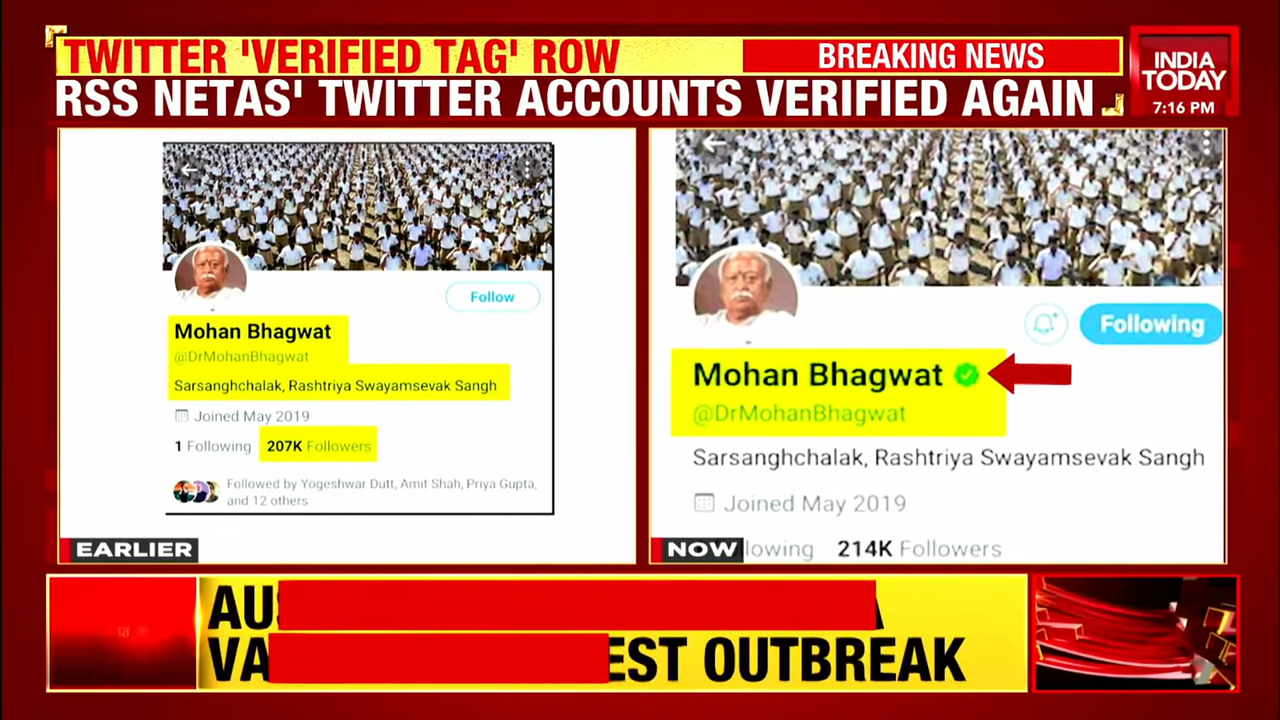 TWITTER 'VERIFIED TAG' ROW
BREAKING NEWS
INDIA
TODAY
7:16 PM
RSS NETAS' TWITTER ACCOUNTS VERIFIED AGAIN
Follow
Mohan Bhagwat
@DrMohanBhagwat
Sarsanghchalak, Rashtriya Swayamsevak Sangh
Joined May 2019
1 Following 207K Followers
Followed by Yogeshwar Dutt, Amit Shah, Priya Gupta,
and 12 others
EARLIER
Following
Mohan Bhagwat
@DrMohanBhagwat
Sarsanghchalak, Rashtriya Swayamsevak Sangh
Joined May 2019
NOW lowing 214K Followers
OUTBREAK